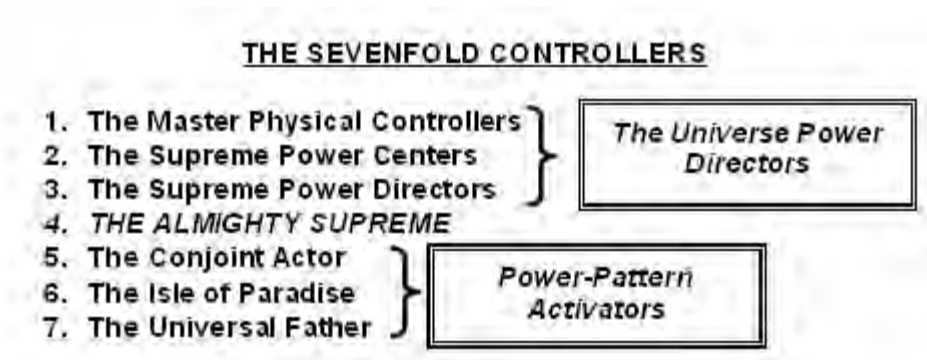 THE SEVENFOLD CONTROLLERS
1. The Master Physical Controllers
2. The Supreme Power Centers
3. The Supreme Power Directors
The Universe Power
Directors
4. THE ALMIGHTY SUPREME
5. The Conjoint Actor
6. The Isle of Paradise
7. The Universal Father
Power-Pattern
Activators